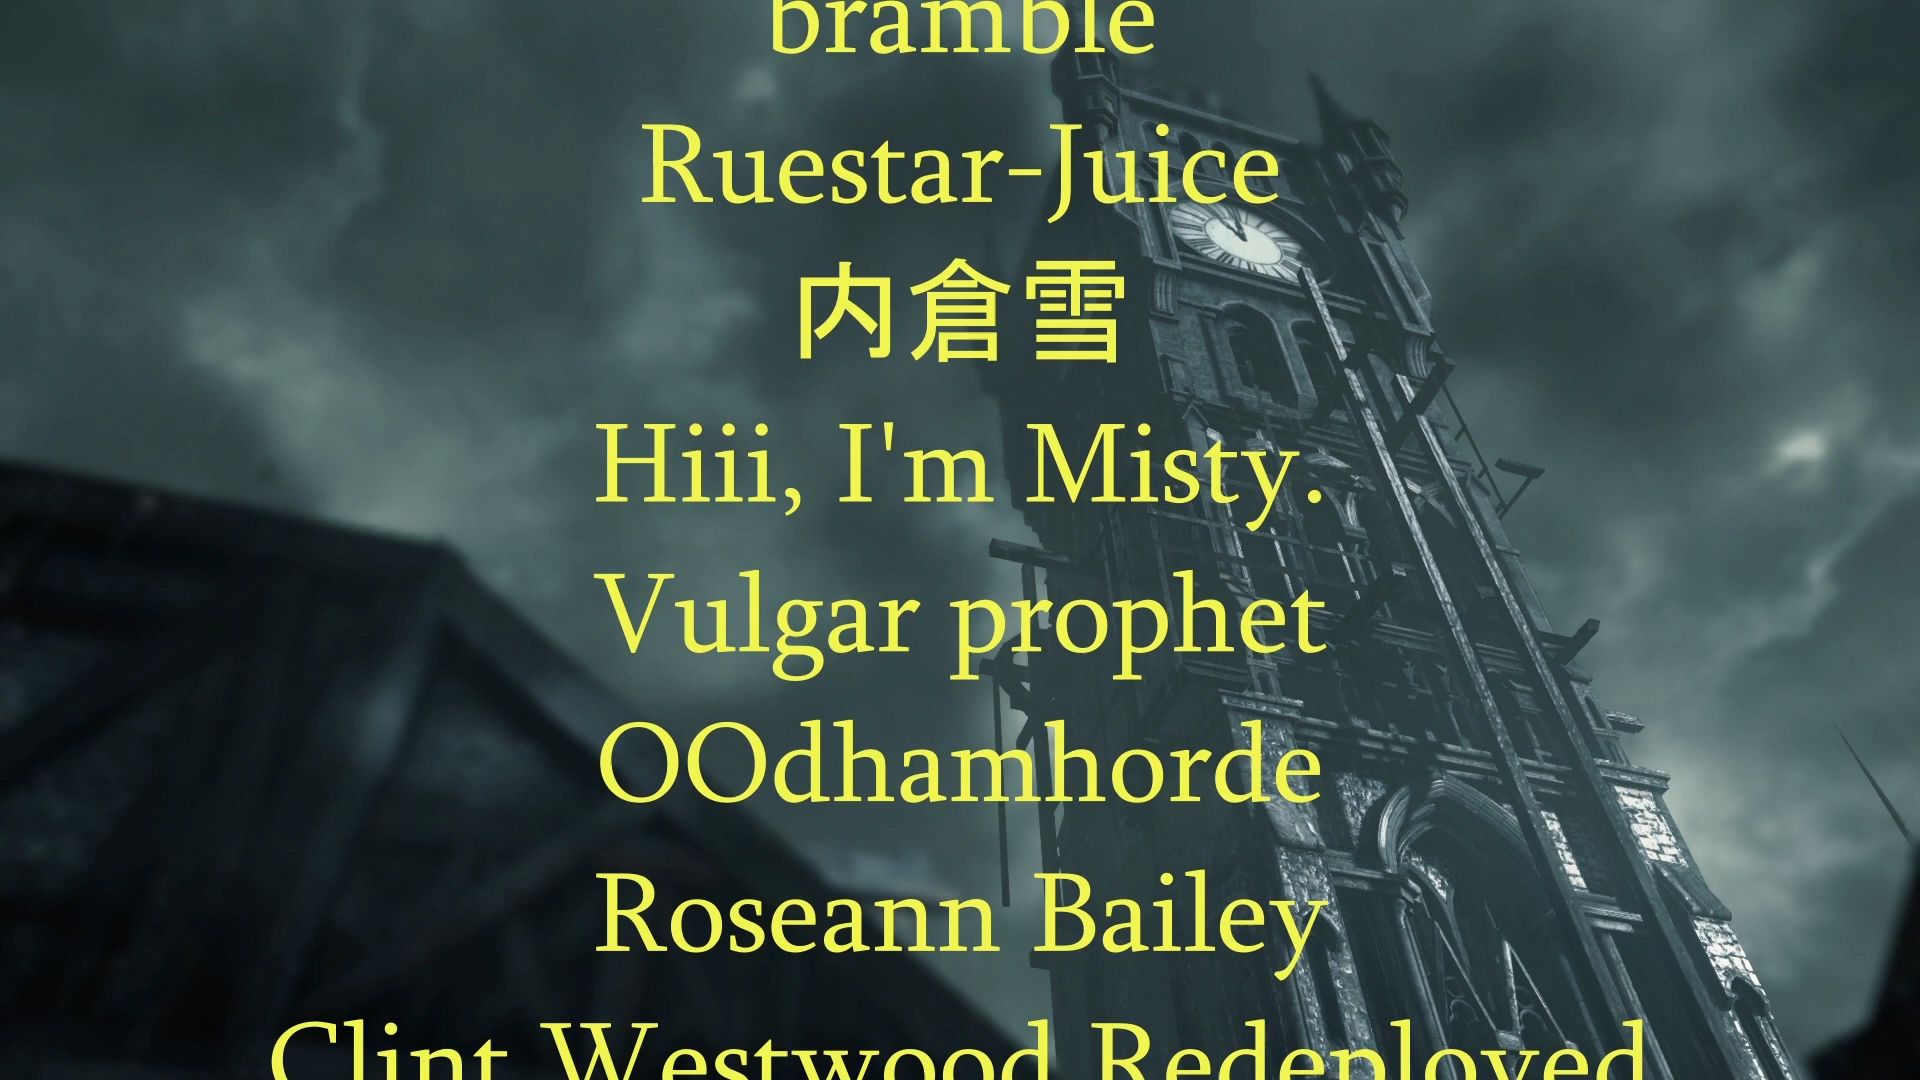 bramble
Ruestar-Juice
内倉雪
Hiii, I'm Misty.
Vulgar prophet
OOdhamhorde
Roseann Bailey
Clint Westwood Redeployed